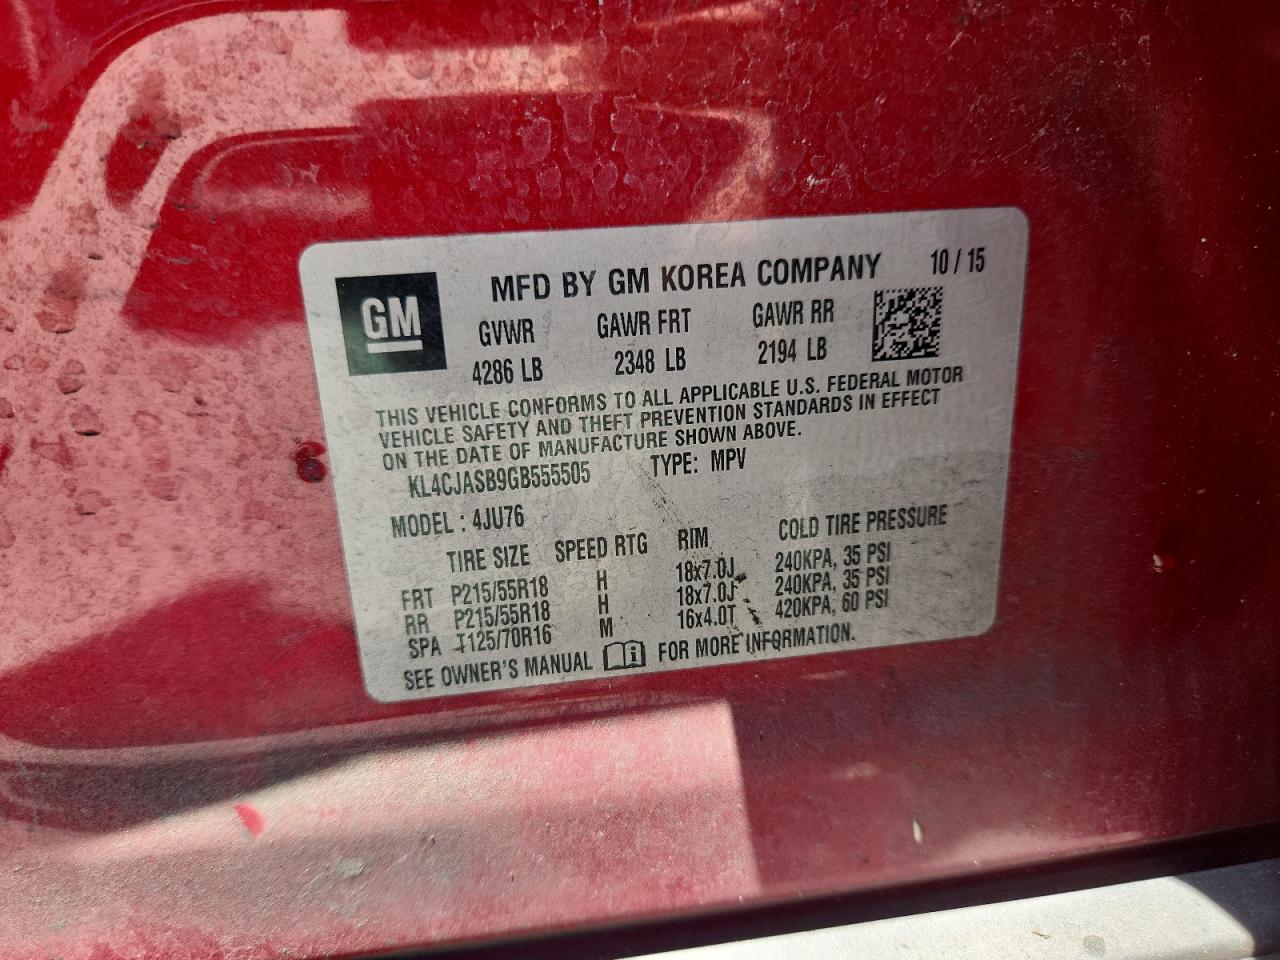 GM
MFD BY GM KOREA COMPANY 10 / 15
GVWR GAWR FRT GAWR RR
4286 LB 2348 LB 2194 LB
THIS VEHICLE CONFORMS TO ALL APPLICABLE U.S. FEDERAL MOTOR
VEHICLE SAFETY AND THEFT PREVENTION STANDARDS IN EFFECT
ON THE DATE OF MANUFACTURE SHOWN ABOVE.
KL4CJASB9GB555505 TYPE: MPV
MODEL : 4JU76
TIRE SIZE SPEED RTG RIM COLD TIRE PRESSURE
FRT P215/55R18 H 18x7.0J 240KPA, 35 PSI
RR P215/55R18 H 18x7.0J 240KPA, 35 PSI
SPA T125/70R16 M 16x4.0T 420KPA, 60 PSI
SEE OWNER'S MANUAL FOR MORE INFORMATION.